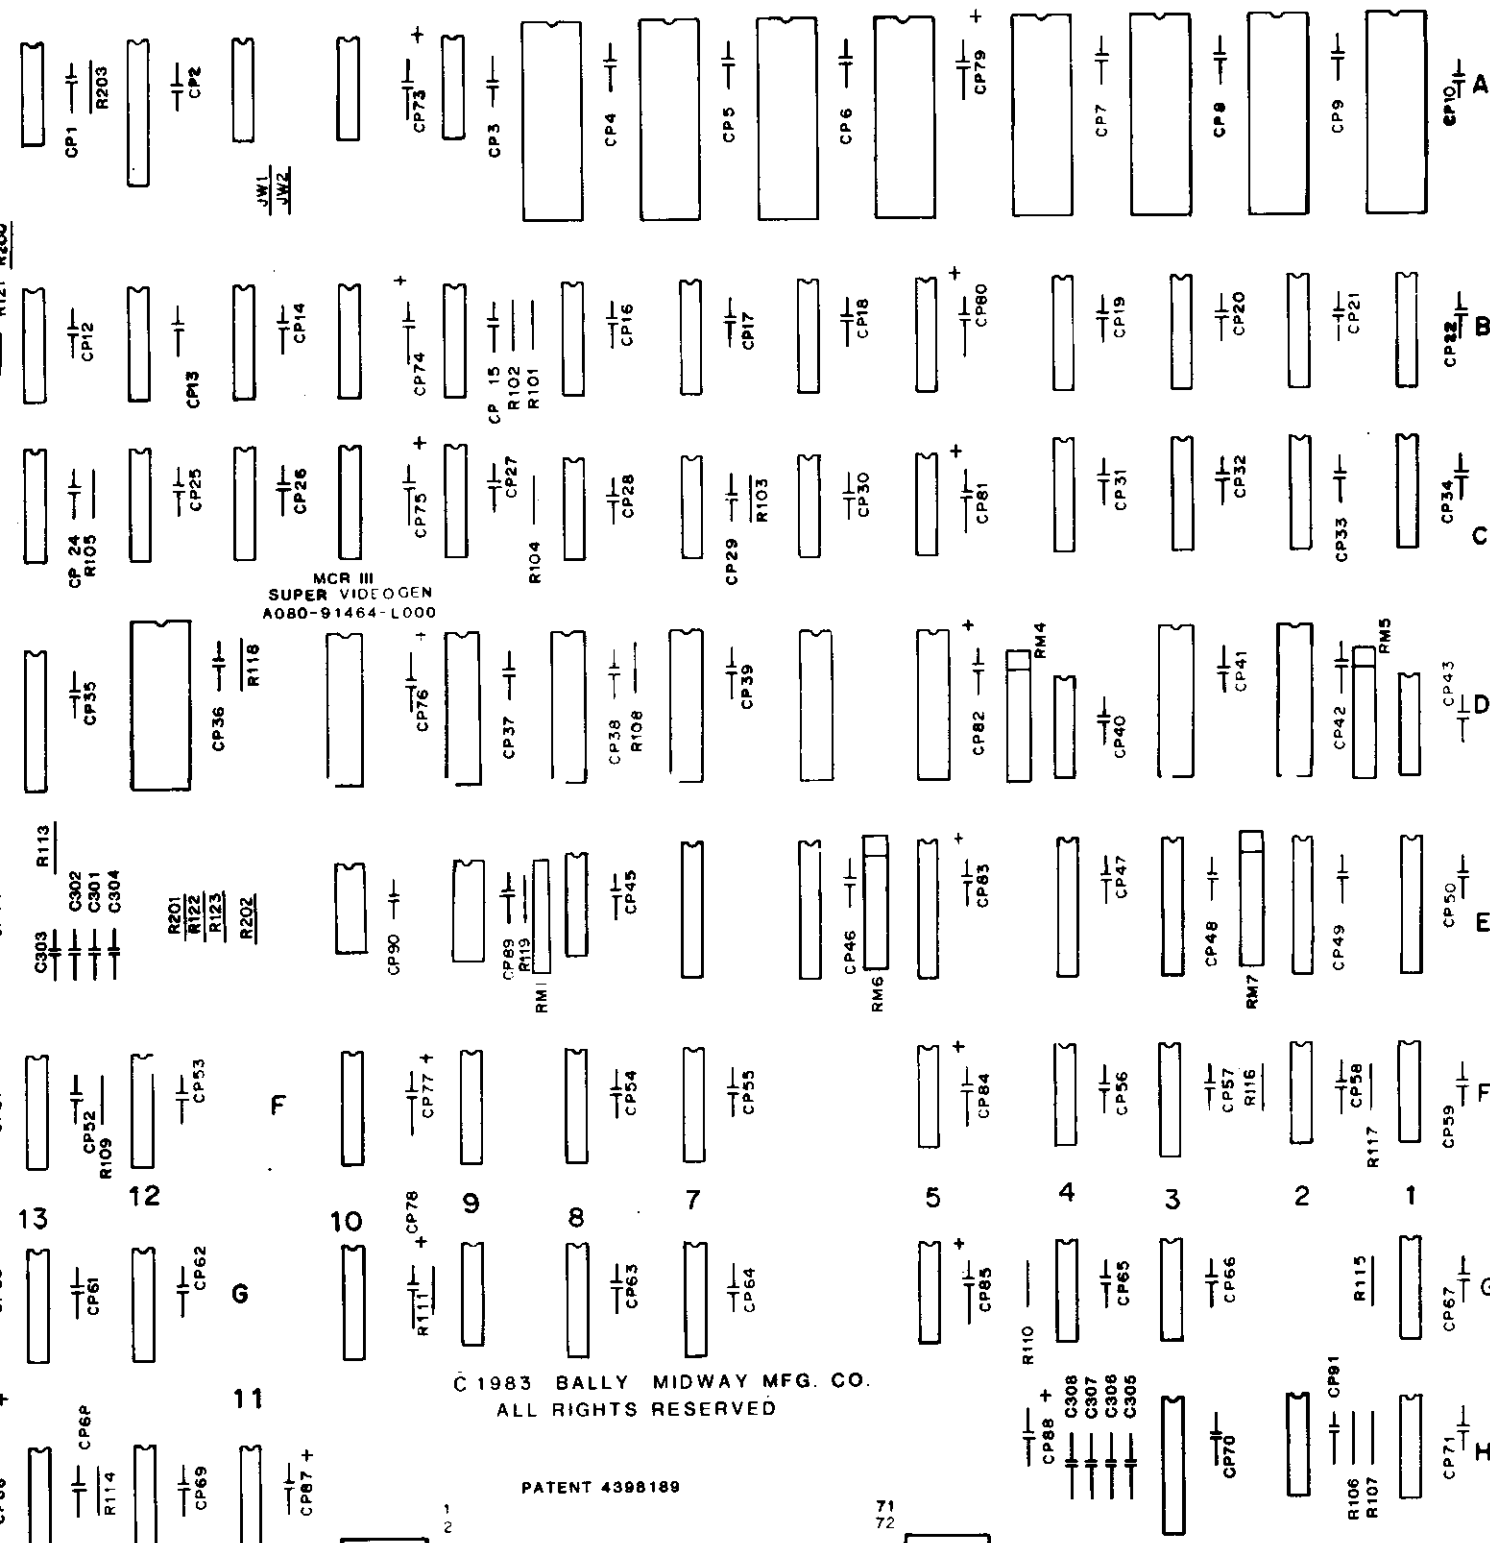 CP1
R203
CP2
CP73 +
CP3
CP4
CP5
CP6
+ CP79
CP7
CP8
CP9
CP10
A
JW1
JW2
R121
CP12
CP13
CP14
+ CP74
CP 15
R102
R101
CP16
CP17
CP18
+ CP80
CP19
CP20
CP21
CP22
B
CP 24
R105
CP25
CP26
+ CP75
CP27
R104
CP28
CP29
R103
CP30
+ CP81
CP31
CP32
CP33
CP34
C
MCR III
SUPER VIDEOGEN
A080-91464-L000
CP35
CP36
R118
+ CP76
CP37
CP38
R108
CP39
+ CP82
RM4
CP40
CP41
CP42
RM5
CP43
D
R113
C303
C302
C301
C304
R201
R122
R123
R202
CP90
CP89
R119
RM1
CP45
CP46
RM6
+ CP83
CP47
CP48
RM7
CP49
CP50
E
CP52
R109
CP53
F
CP77 +
CP54
CP55
+ CP84
CP56
CP57
R116
CP58
R117
CP59
F
13 12 10 9 8 7 5 4 3 2 1
CP61
CP62
G
CP78 +
R111
CP63
CP64
+ CP85
R110
CP65
CP66
R115
CP67
G
C 1983 BALLY MIDWAY MFG. CO.
ALL RIGHTS RESERVED
11
+
CP6P
R114
CP69
CP87 +
PATENT 4398189
CP88 +
C308
C307
C306
C305
CP70
CP91
R106
R107
CP71
H
1
2
71
72